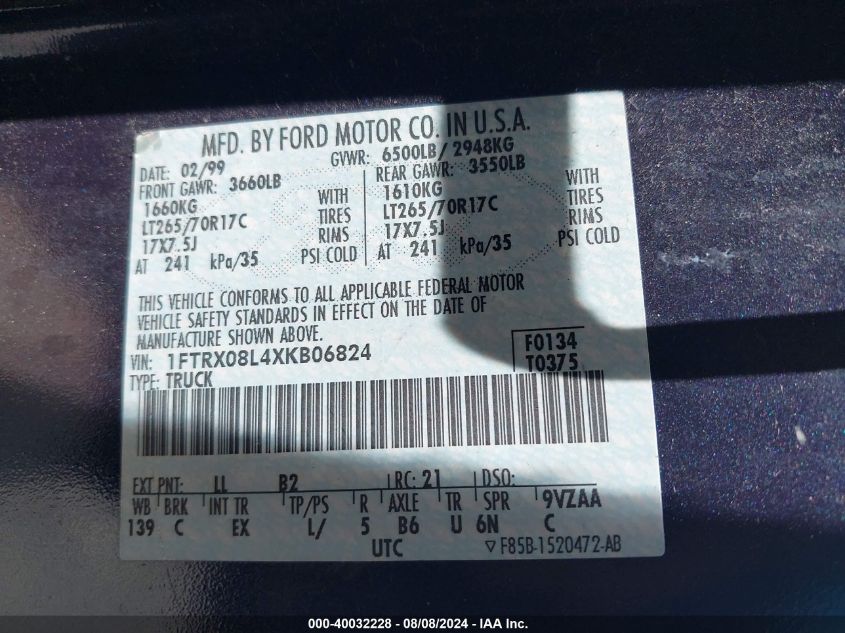 MFD. BY FORD MOTOR CO. IN U.S.A.
DATE: 02/99 GVWR: 6500LB/ 2948KG
FRONT GAWR: 3660LB REAR GAWR: 3550LB
1660KG WITH 1610KG WITH
LT265/70R17C TIRES LT265/70R17C TIRES
17X7.5J RIMS 17X7.5J RIMS
AT 241 kPa/35 PSI COLD AT 241 kPa/35 PSI COLD
THIS VEHICLE CONFORMS TO ALL APPLICABLE FEDERAL MOTOR
VEHICLE SAFETY STANDARDS IN EFFECT ON THE DATE OF
MANUFACTURE SHOWN ABOVE.
VIN: 1FTRX08L4XKB06824 F0134
TYPE: TRUCK T0375
EXT PNT: LL B2 RC: 21 DSO:
WB BRK INT TR TP/PS R AXLE TR SPR 9VZAA
139 C EX L/ 5 B6 U 6N C
UTC ▽F85B-1520472-AB
000-40032228 - 08/08/2024 - IAA Inc.